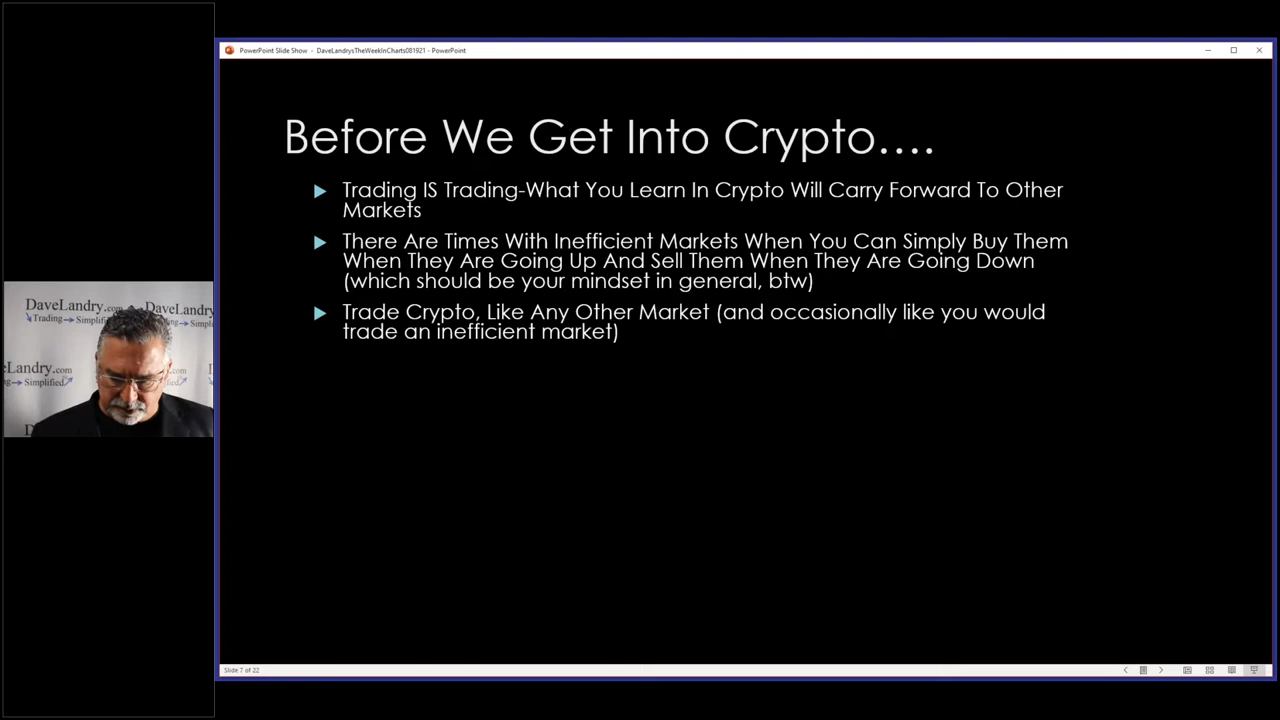 PowerPoint Slide Show - DaveLandrysTheWeekInCharts081921 - PowerPoint
Before We Get Into Crypto....
Trading IS Trading-What You Learn In Crypto Will Carry Forward To Other
Markets
There Are Times With Inefficient Markets When You Can Simply Buy Them
When They Are Going Up And Sell Them When They Are Going Down
(which should be your mindset in general, btw)
Trade Crypto, Like Any Other Market (and occasionally like you would
trade an inefficient market)
DaveLandry.com
DaveLandry
Trading Simplified
Trading Simpli
eLandry.com
Simplified
Slide 7 of 22